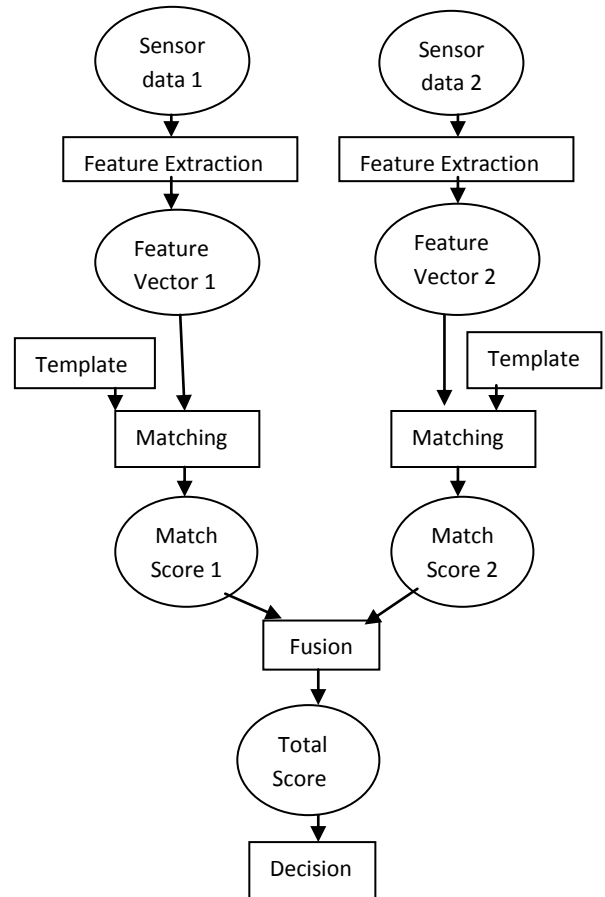 Sensor
data 1
Sensor
data 2
Feature Extraction
Feature Extraction
Feature
Vector 1
Feature
Vector 2
Template
Template
Matching
Matching
Match
Score 1
Match
Score 2
Fusion
Total
Score
Decision